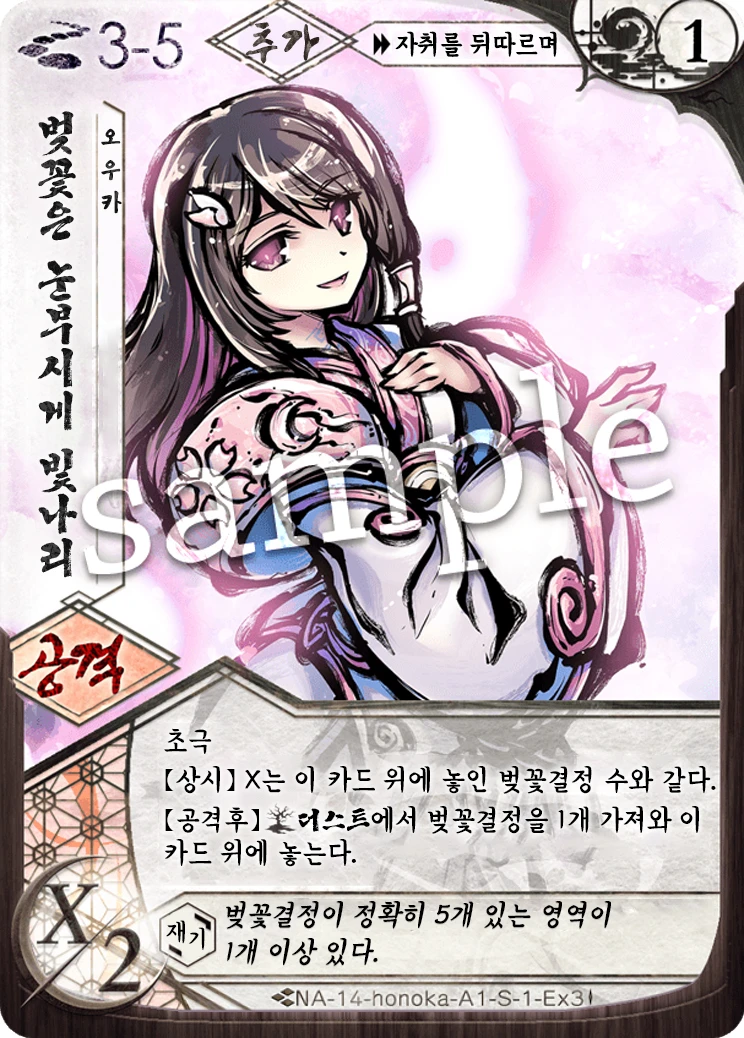 3-5
추가
자취를 뒤따르며
1
벚꽃은 눈부시게 빛나리
오우카
sample
공격
초극
【상시】X는 이 카드 위에 놓인 벚꽃결정 수와 같다.
【공격후】더스트에서 벚꽃결정을 1개 가져와 이
카드 위에 놓는다.
X/2
재기
벚꽃결정이 정확히 5개 있는 영역이
1개 이상 있다.
NA-14-honoka-A1-S-1-Ex3